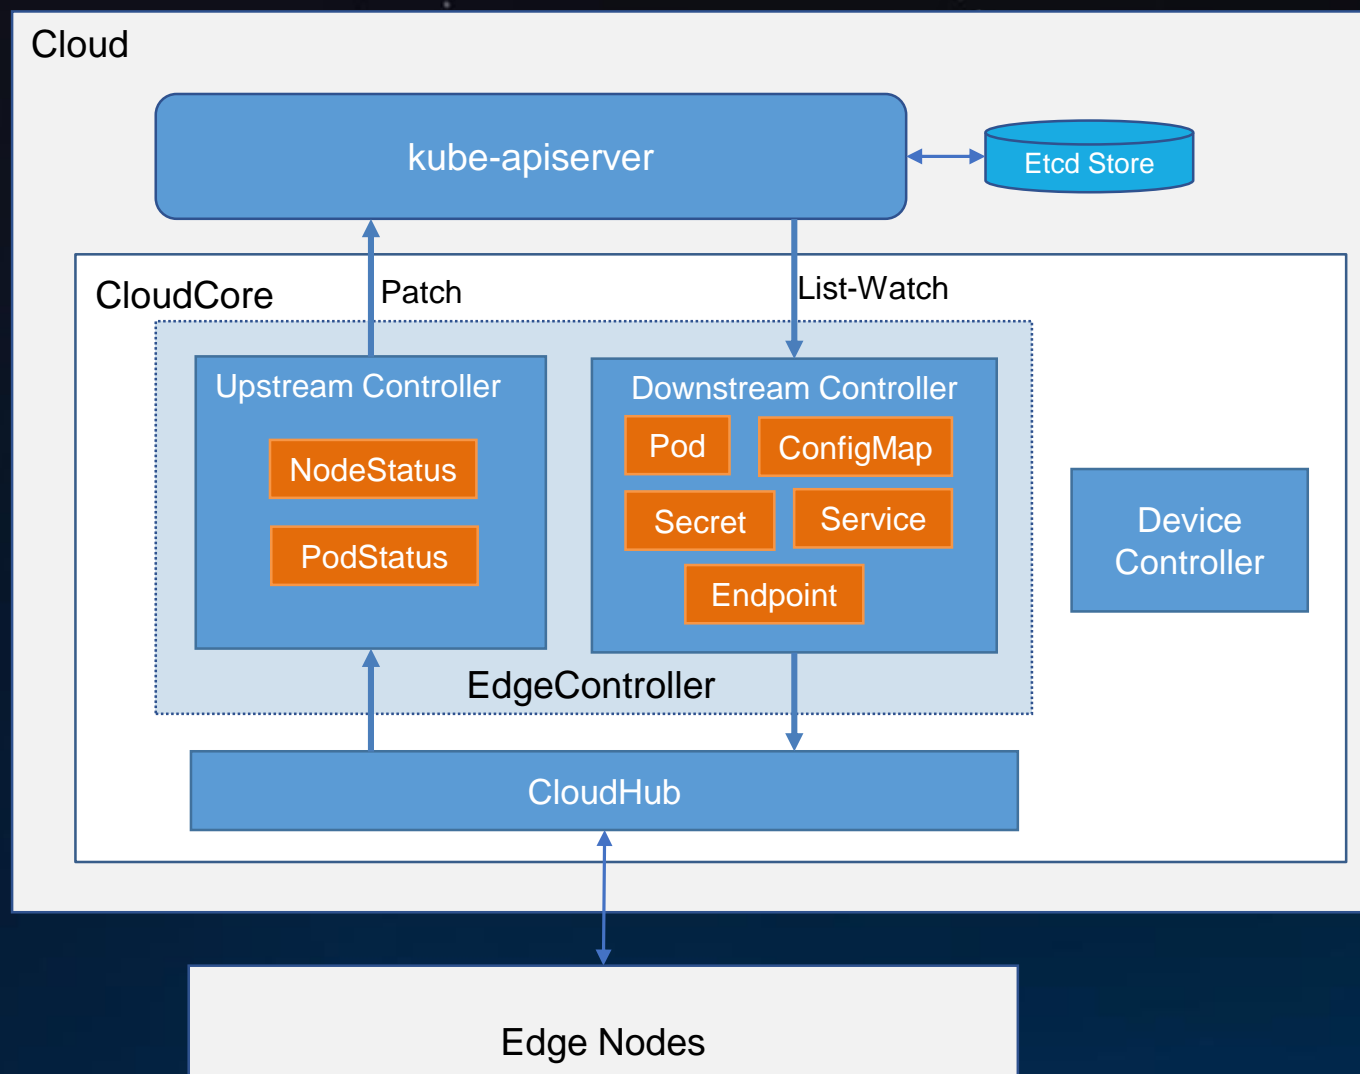 Cloud
kube-apiserver
Etcd Store
CloudCore
Patch
List-Watch
Upstream Controller
NodeStatus
PodStatus
Downstream Controller
Pod
ConfigMap
Secret
Service
Endpoint
Device
Controller
EdgeController
CloudHub
Edge Nodes